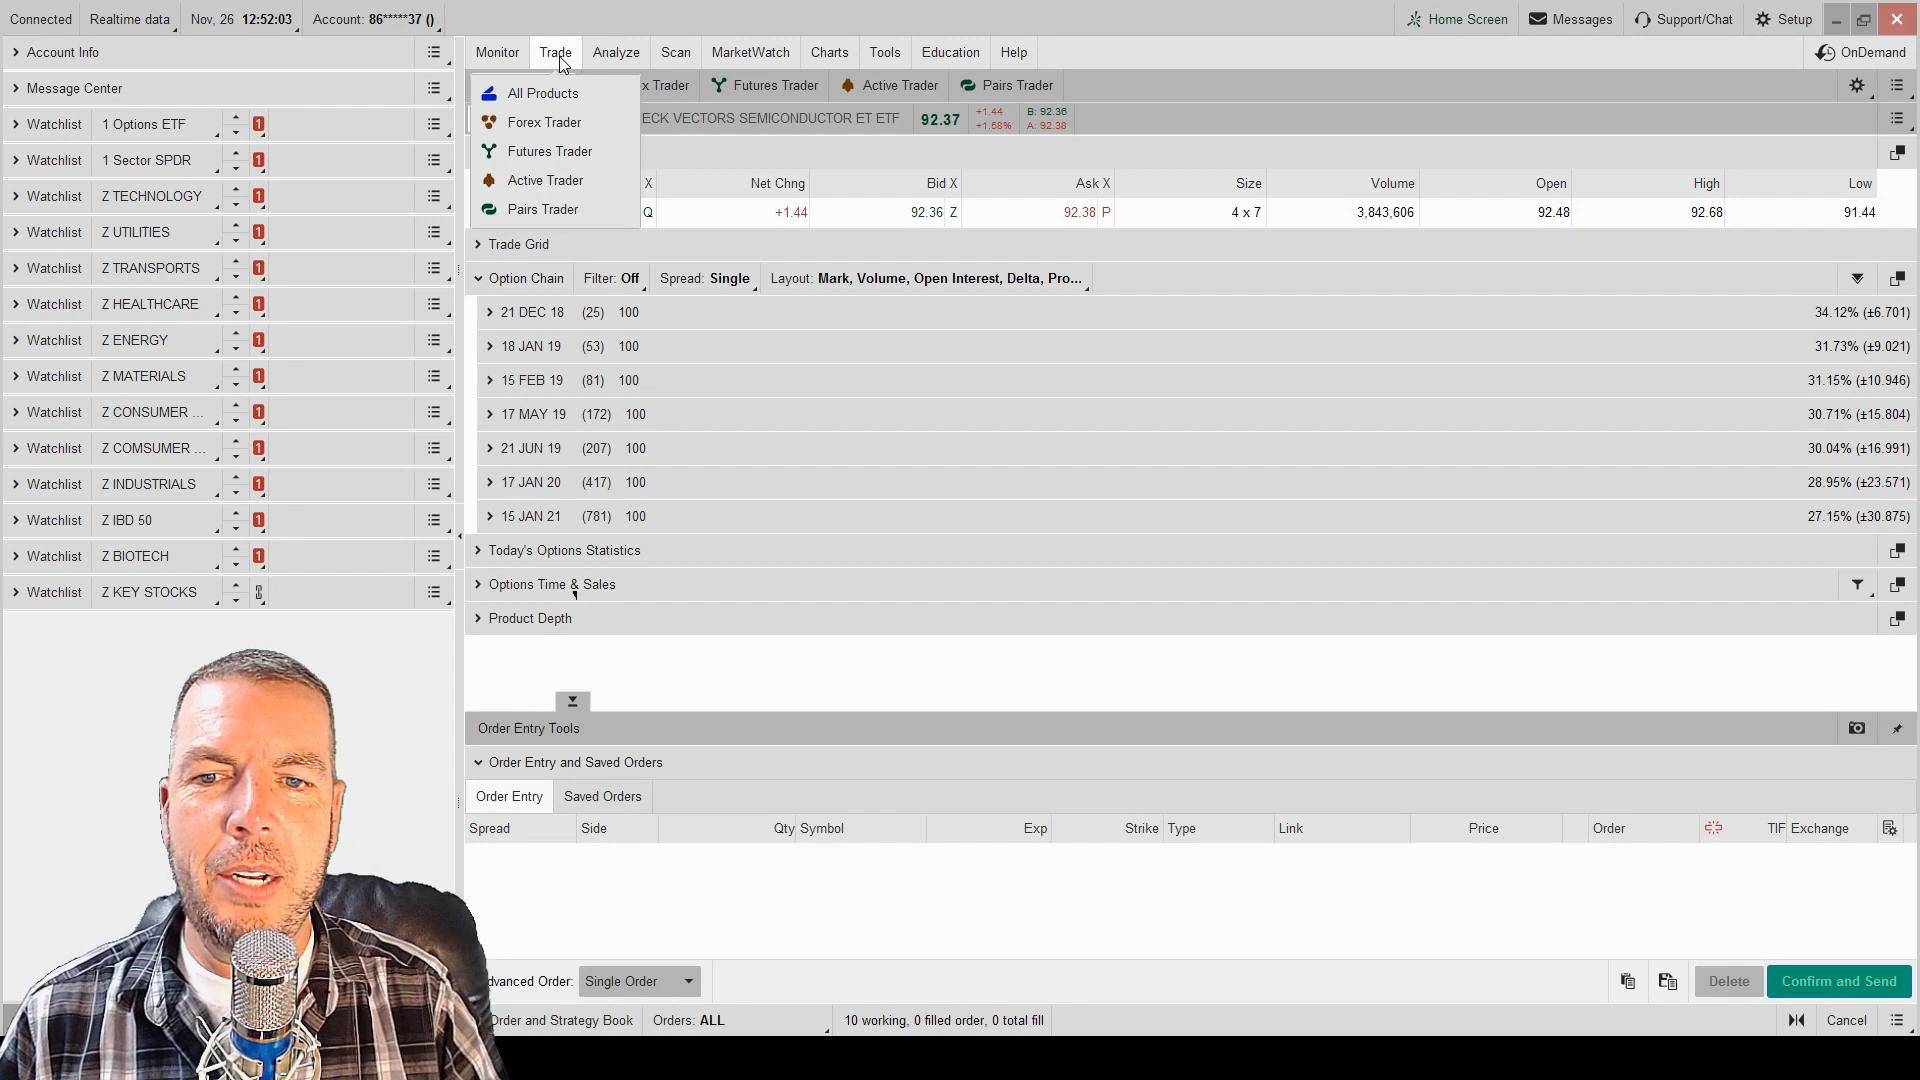 Connected Realtime data Nov, 26 12:52:03 Account: 86*****37 () Home Screen Messages Support/Chat Setup
Account Info
Message Center
Watchlist 1 Options ETF 1
Watchlist 1 Sector SPDR 1
Watchlist Z TECHNOLOGY 1
Watchlist Z UTILITIES 1
Watchlist Z TRANSPORTS 1
Watchlist Z HEALTHCARE 1
Watchlist Z ENERGY 1
Watchlist Z MATERIALS 1
Watchlist Z CONSUMER ... 1
Watchlist Z COMSUMER ... 1
Watchlist Z INDUSTRIALS 1
Watchlist Z IBD 50 1
Watchlist Z BIOTECH 1
Watchlist Z KEY STOCKS
Monitor Trade Analyze Scan MarketWatch Charts Tools Education Help OnDemand
x Trader Futures Trader Active Trader Pairs Trader
All Products
Forex Trader
Futures Trader
Active Trader
Pairs Trader
ECK VECTORS SEMICONDUCTOR ET ETF 92.37 +1.44 B: 92.36
+1.58% A: 92.38
X Net Chng Bid X Ask X Size Volume Open High Low
Q +1.44 92.36 Z 92.38 P 4 x 7 3,843,606 92.48 92.68 91.44
Trade Grid
Option Chain Filter: Off Spread: Single Layout: Mark, Volume, Open Interest, Delta, Pro...
21 DEC 18 (25) 100 34.12% (±6.701)
18 JAN 19 (53) 100 31.73% (±9.021)
15 FEB 19 (81) 100 31.15% (±10.946)
17 MAY 19 (172) 100 30.71% (±15.804)
21 JUN 19 (207) 100 30.04% (±16.991)
17 JAN 20 (417) 100 28.95% (±23.571)
15 JAN 21 (781) 100 27.15% (±30.875)
Today's Options Statistics
Options Time & Sales
Product Depth
Order Entry Tools
Order Entry and Saved Orders
Order Entry Saved Orders
Spread Side Qty Symbol Exp Strike Type Link Price Order TIF Exchange
dvanced Order: Single Order Delete Confirm and Send
Order and Strategy Book Orders: ALL 10 working, 0 filled order, 0 total fill Cancel